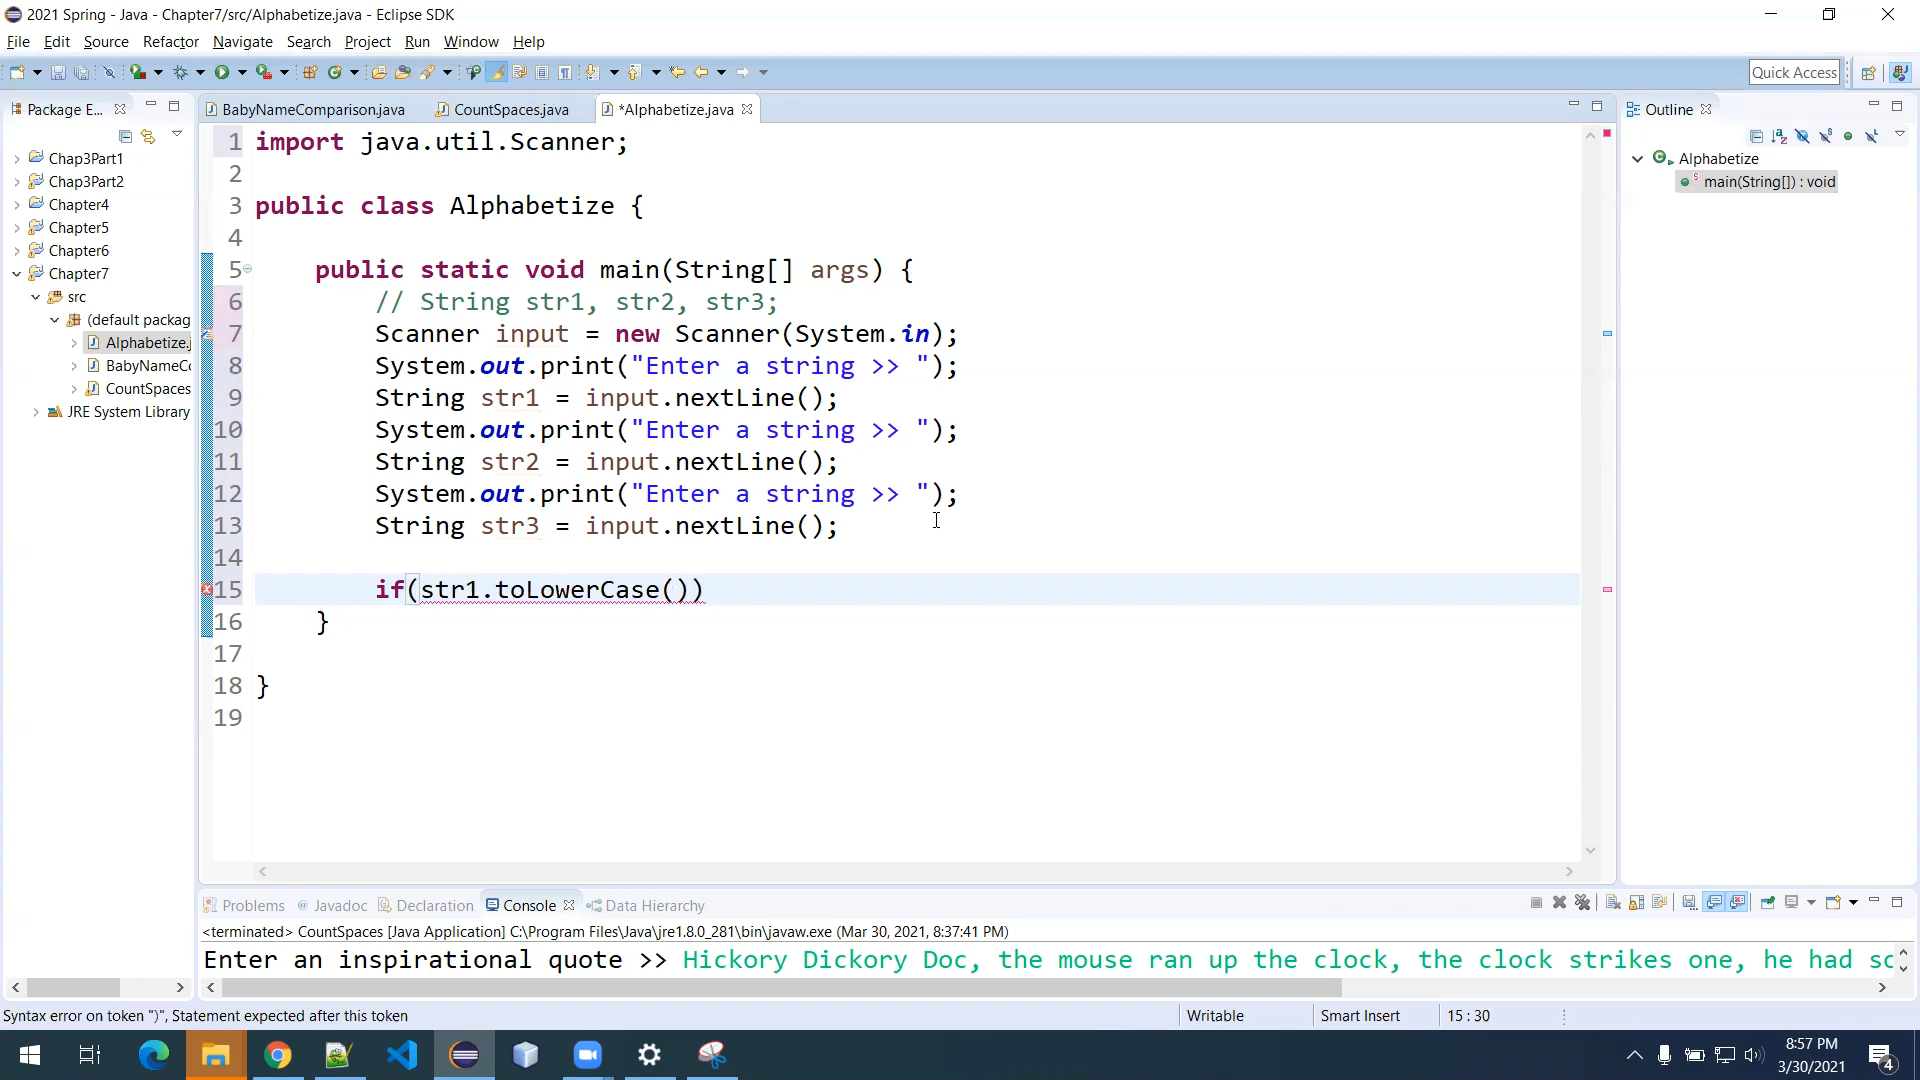 2021 Spring - Java - Chapter7/src/Alphabetize.java - Eclipse SDK
File Edit Source Refactor Navigate Search Project Run Window Help
Quick Access
Package E...
BabyNameComparison.java
CountSpaces.java
*Alphabetize.java
Outline
Chap3Part1
Chap3Part2
Chapter4
Chapter5
Chapter6
Chapter7
src
(default packag
Alphabetize.j
BabyNameCo
CountSpaces
JRE System Library
1 import java.util.Scanner;
2
3 public class Alphabetize {
4
5 public static void main(String[] args) {
6 // String str1, str2, str3;
7 Scanner input = new Scanner(System.in);
8 System.out.print("Enter a string >> ");
9 String str1 = input.nextLine();
10 System.out.print("Enter a string >> ");
11 String str2 = input.nextLine();
12 System.out.print("Enter a string >> ");
13 String str3 = input.nextLine();
14
15 if(str1.toLowerCase())
16 }
17
18 }
19
Alphabetize
main(String[]) : void
Problems @ Javadoc Declaration Console Data Hierarchy
<terminated> CountSpaces [Java Application] C:\Program Files\Java\jre1.8.0_281\bin\javaw.exe (Mar 30, 2021, 8:37:41 PM)
Enter an inspirational quote >> Hickory Dickory Doc, the mouse ran up the clock, the clock strikes one, he had sc
Syntax error on token ")", Statement expected after this token
Writable
Smart Insert
15 : 30
8:57 PM
3/30/2021
4